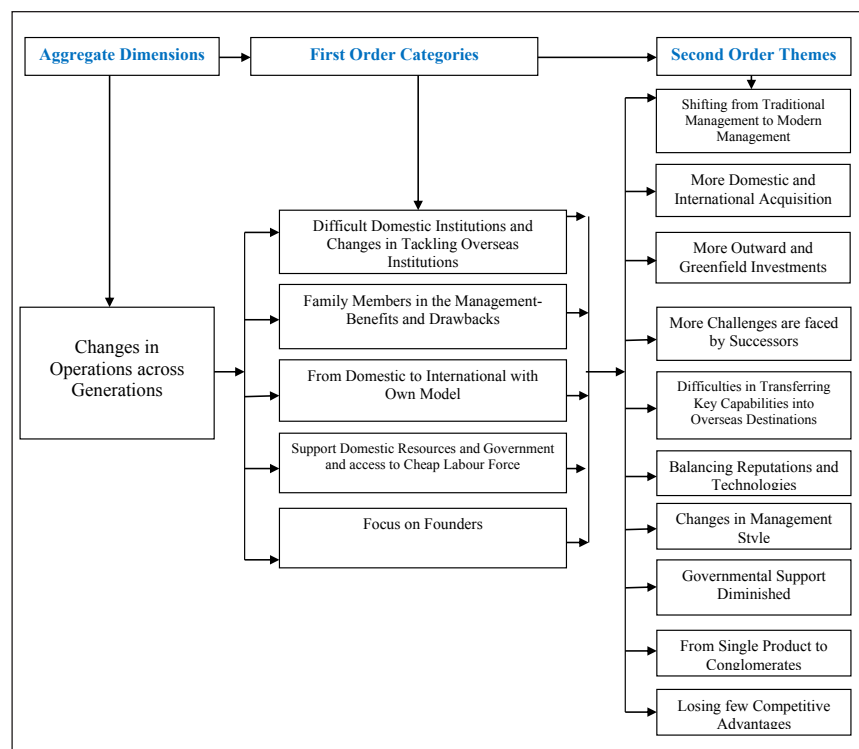 Aggregate Dimensions
First Order Categories
Second Order Themes
Changes in
Operations across
Generations
Difficult Domestic Institutions and
Changes in Tackling Overseas
Institutions
Family Members in the Management-
Benefits and Drawbacks
From Domestic to International with
Own Model
Support Domestic Resources and Government
and access to Cheap Labour Force
Focus on Founders
Shifting from Traditional
Management to Modern
Management
More Domestic and
International Acquisition
More Outward and
Greenfield Investments
More Challenges are faced
by Successors
Difficulties in Transferring
Key Capabilities into
Overseas Destinations
Balancing Reputations and
Technologies
Changes in Management
Style
Governmental Support
Diminished
From Single Product to
Conglomerates
Losing few Competitive
Advantages